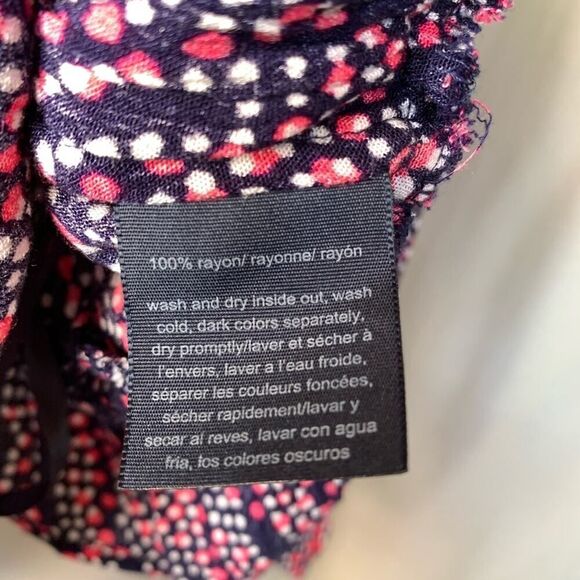 100% rayon/ rayonne/ rayón
wash and dry inside out, wash
cold, dark colors separately,
dry promptly/laver et sécher à
l'envers, laver a l'eau froide,
séparer les couleurs foncées,
sécher rapidement/lavar y
secar al reves, lavar con agua
fria, los colores oscuros